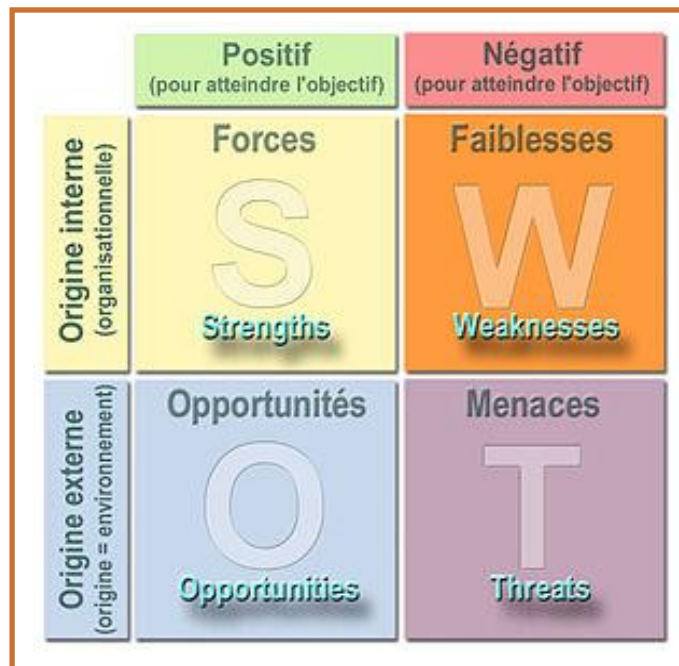 Positif
(pour atteindre l'objectif)
Négatif
(pour atteindre l'objectif)
Origine interne
(organisationnelle)
Forces
S
Strengths
Faiblesses
W
Weaknesses
Origine externe
(origine = environnement)
Opportunités
O
Opportunities
Menaces
T
Threats